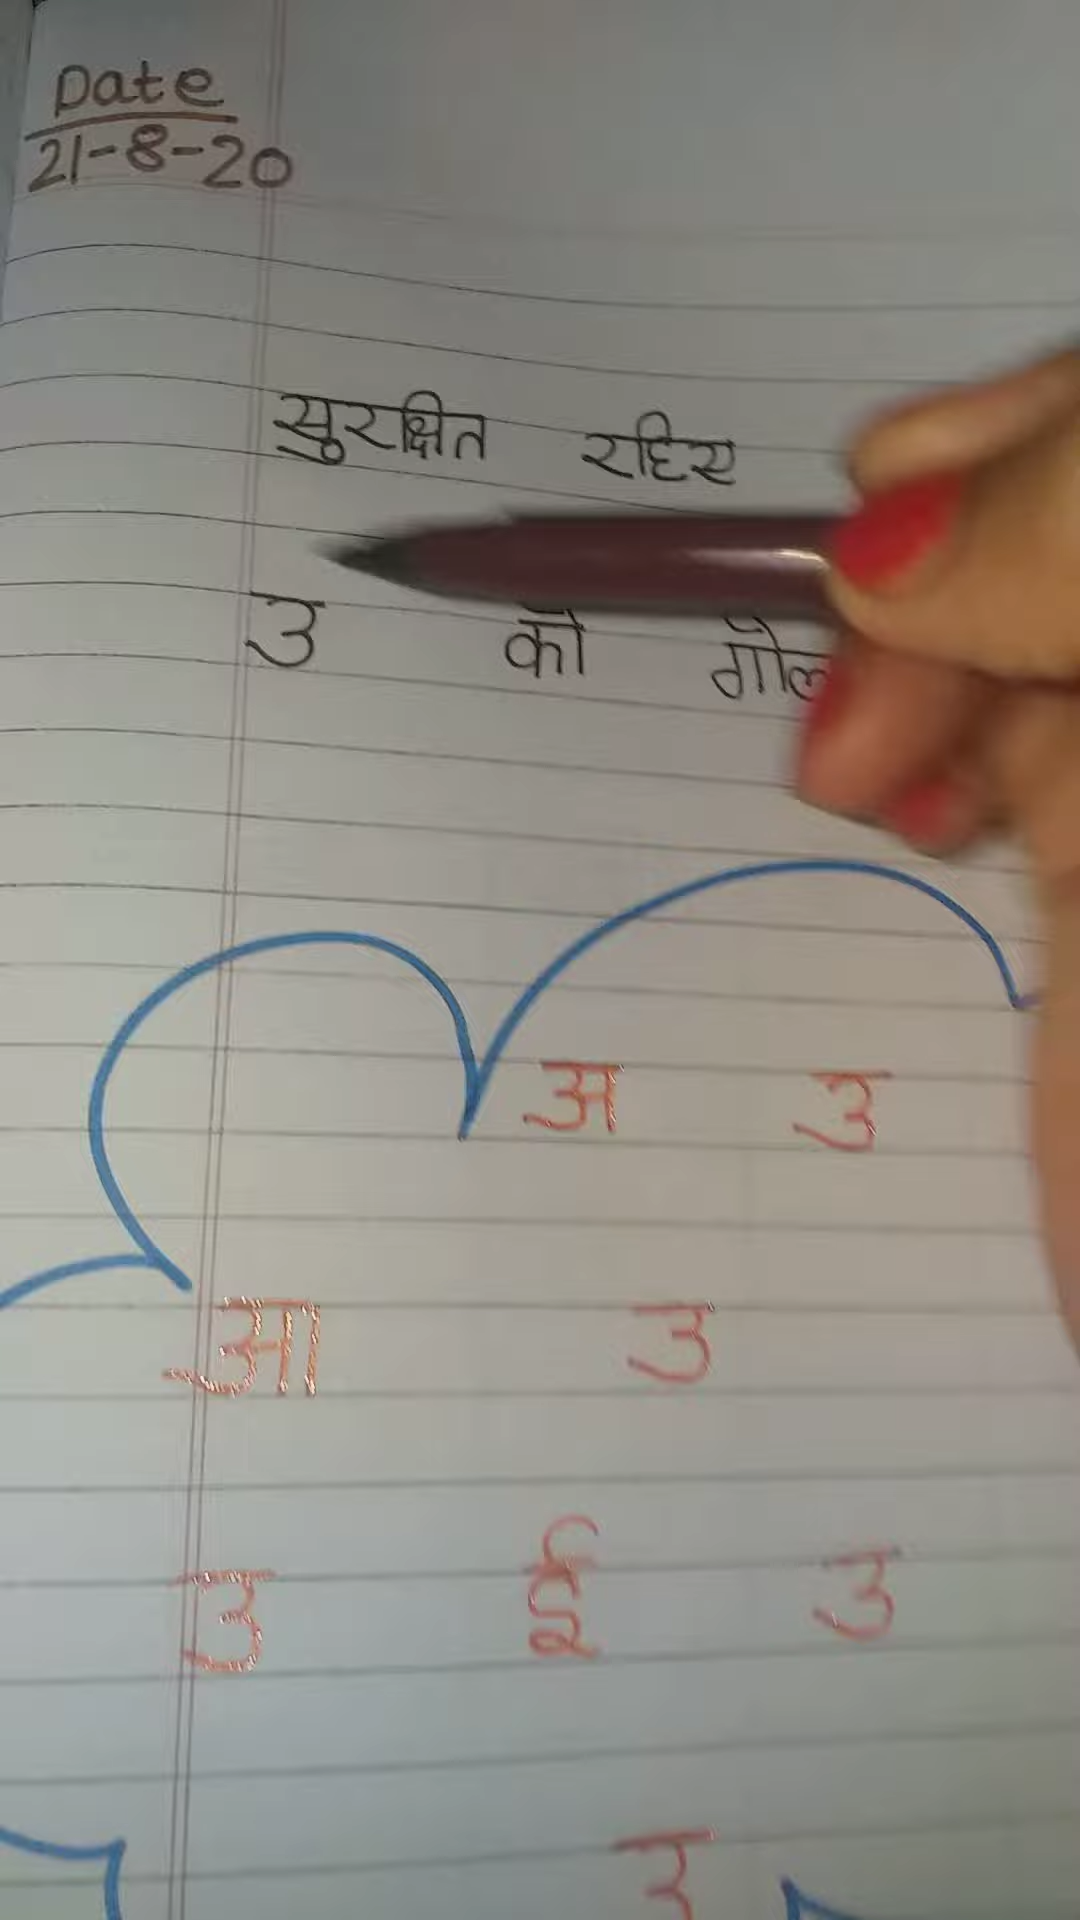 Date
21-8-20
सुरक्षित रहिए
उ को गोल
अ उ
आ उ
उ ई उ
उ